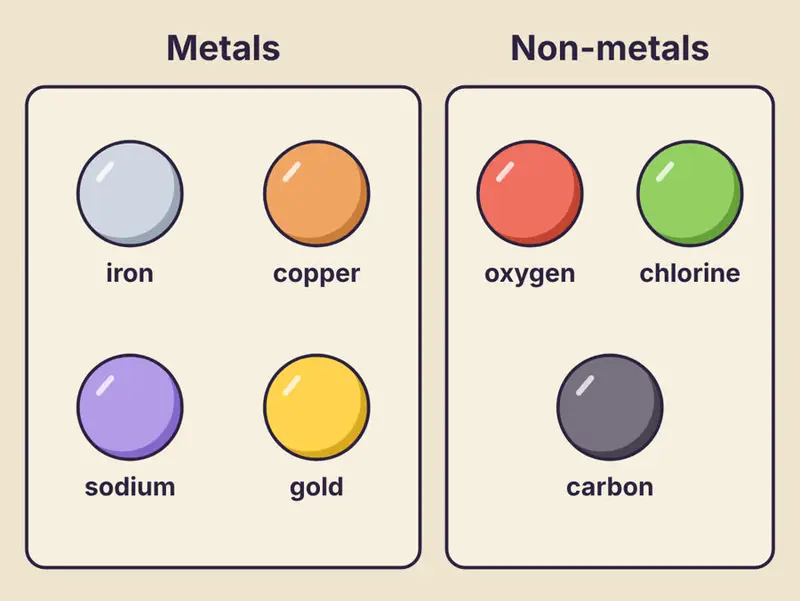 Metals
iron
copper
sodium
gold
Non-metals
oxygen
chlorine
carbon